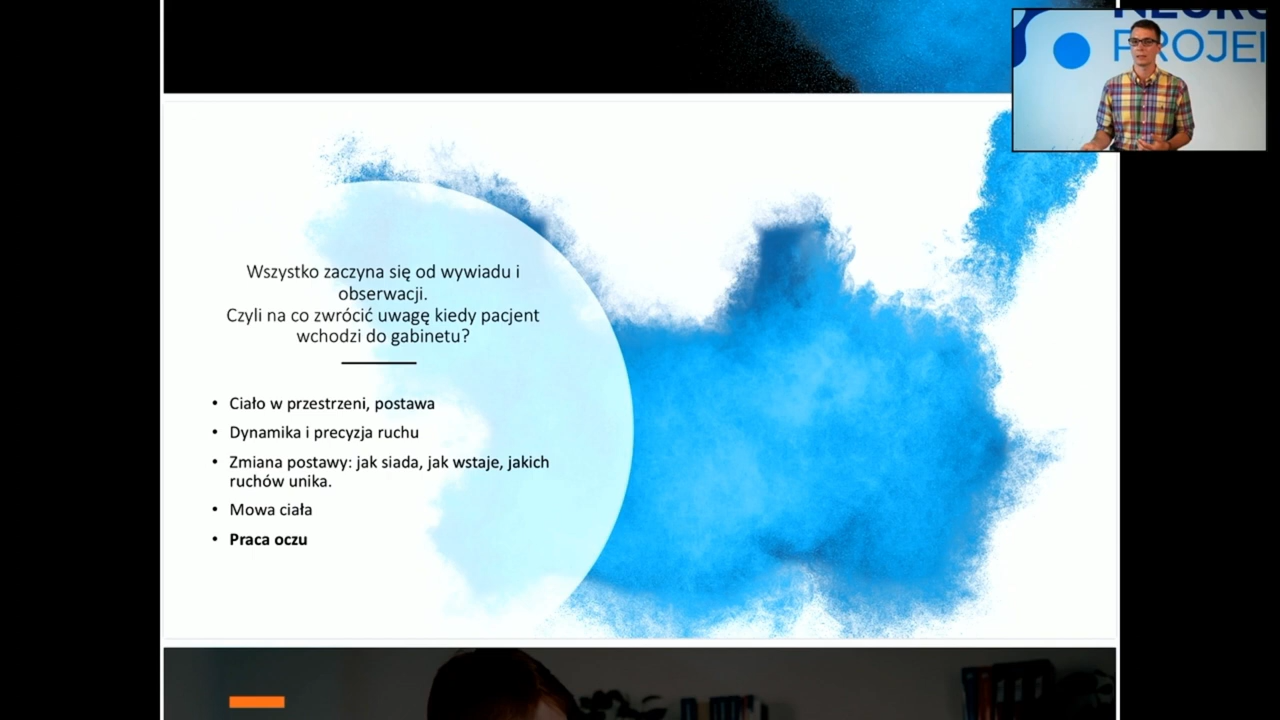 PROJEI
Wszystko zaczyna się od wywiadu i
obserwacji.
Czyli na co zwrócić uwagę kiedy pacjent
wchodzi do gabinetu?
• Ciało w przestrzeni, postawa
• Dynamika i precyzja ruchu
• Zmiana postawy: jak siada, jak wstaje, jakich
ruchów unika.
• Mowa ciała
• Praca oczu